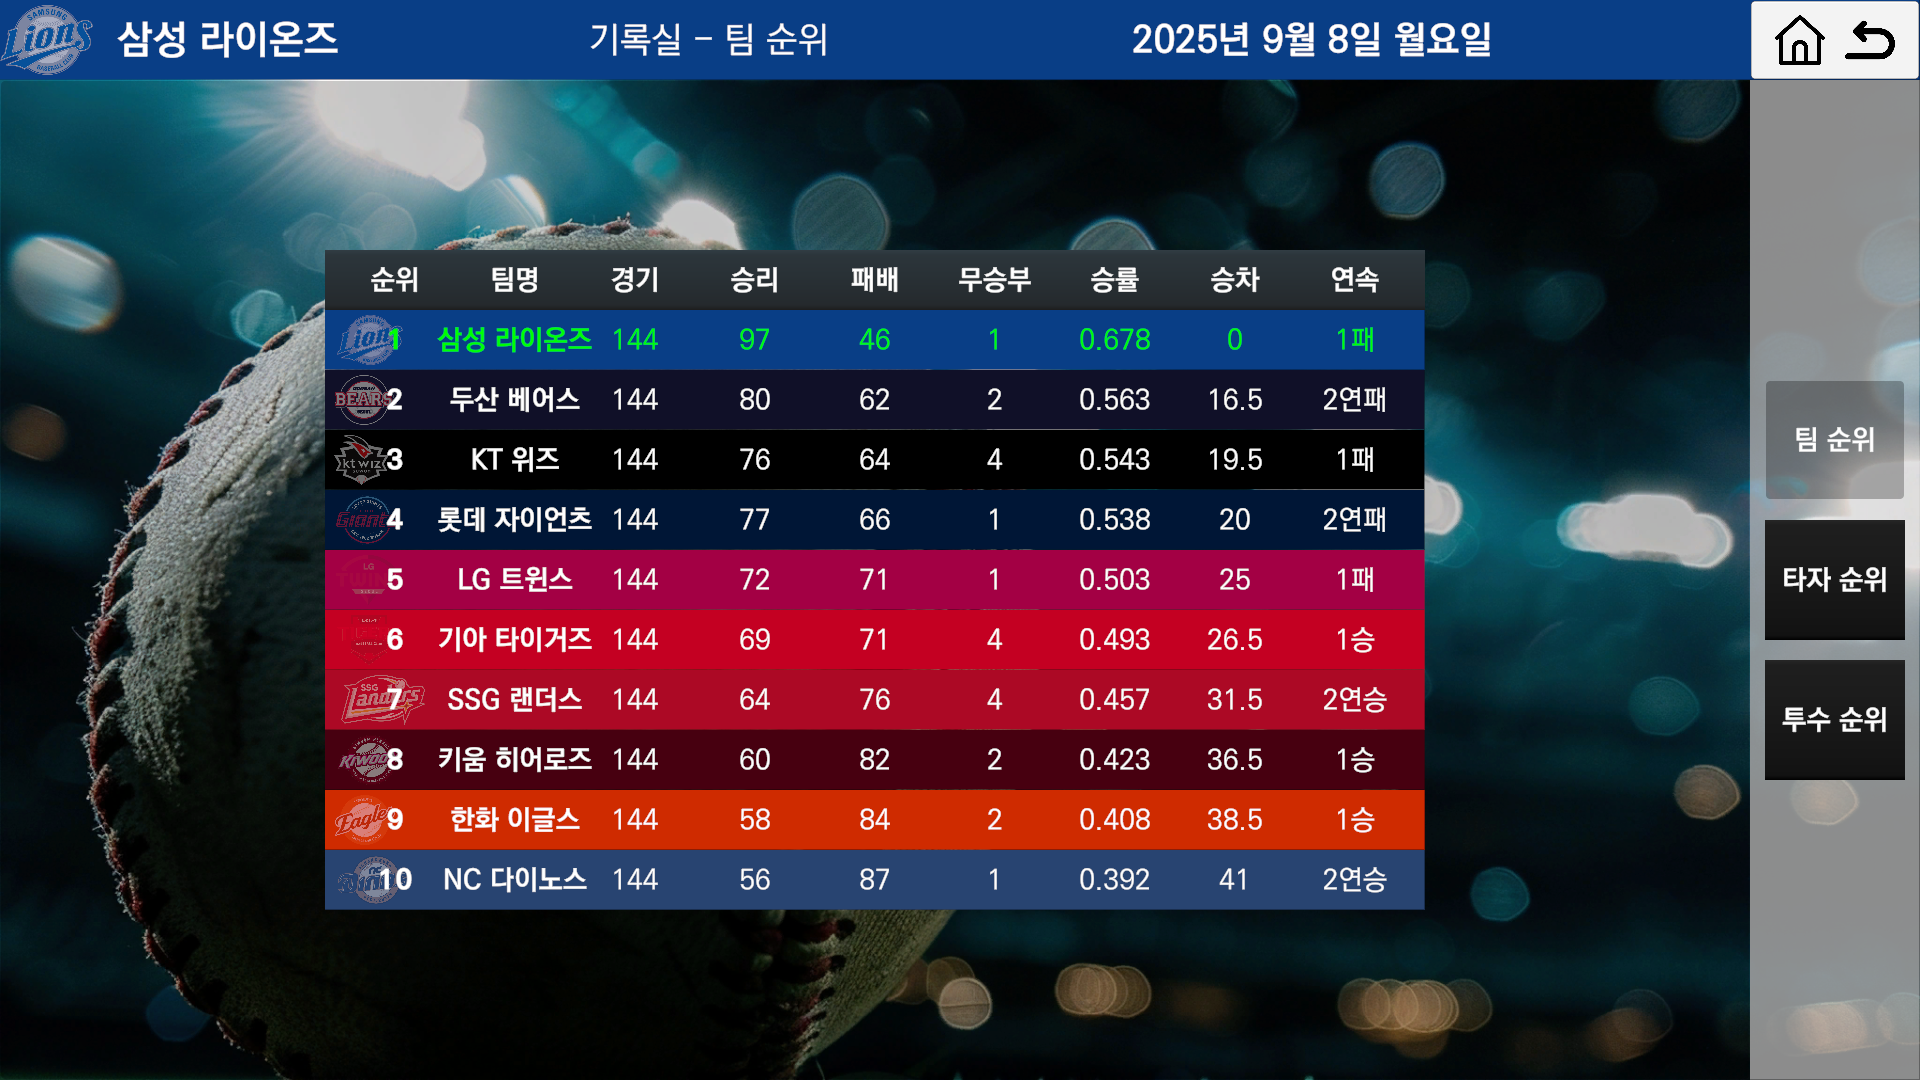 삼성 라이온즈 기록실 - 팀 순위 2025년 9월 8일 월요일
순위 팀명 경기 승리 패배 무승부 승률 승차 연속
1 삼성 라이온즈 144 97 46 1 0.678 0 1패
2 두산 베어스 144 80 62 2 0.563 16.5 2연패
3 KT 위즈 144 76 64 4 0.543 19.5 1패
4 롯데 자이언츠 144 77 66 1 0.538 20 2연패
5 LG 트윈스 144 72 71 1 0.503 25 1패
6 기아 타이거즈 144 69 71 4 0.493 26.5 1승
7 SSG 랜더스 144 64 76 4 0.457 31.5 2연승
8 키움 히어로즈 144 60 82 2 0.423 36.5 1승
9 한화 이글스 144 58 84 2 0.408 38.5 1승
10 NC 다이노스 144 56 87 1 0.392 41 2연승
팀 순위
타자 순위
투수 순위